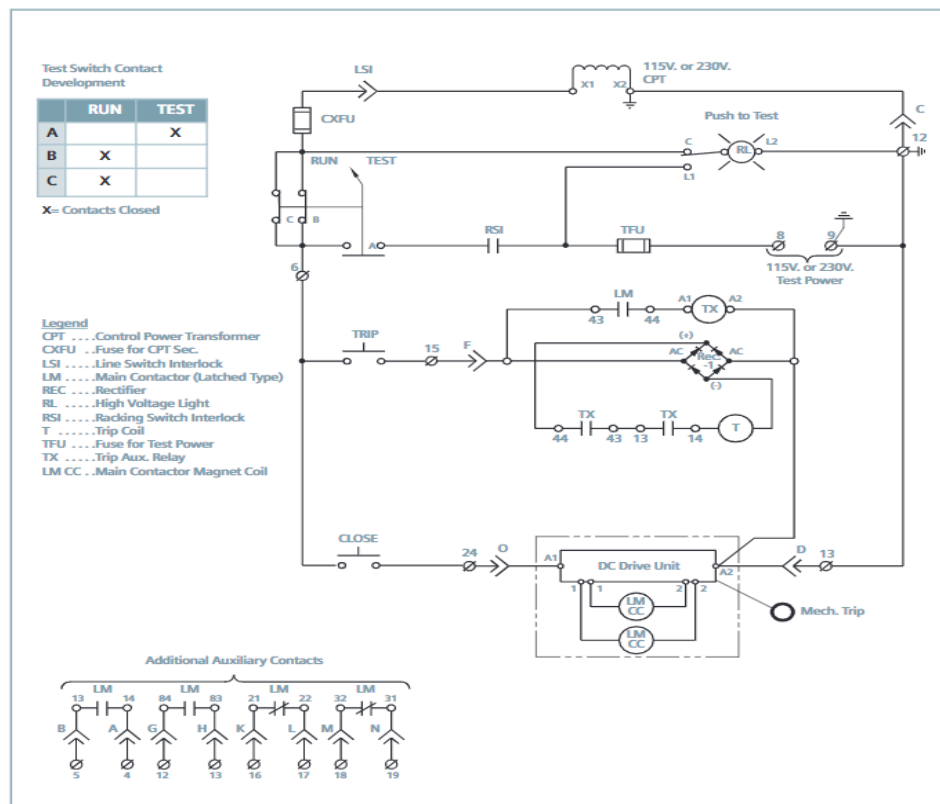 Test Switch Contact
Development
RUN TEST
A X
B X
C X
X= Contacts Closed
LSI
X1 X2
115V. or 230V.
CPT
CXFU
Push to Test
C
12
RUN TEST
C RL L2
L1
C B
A
RSI
TFU
8 9
115V. or 230V.
Test Power
6
Legend
CPT ....Control Power Transformer
CXFU ..Fuse for CPT Sec.
LSI .....Line Switch Interlock
LM .....Main Contactor (Latched Type)
REC ....Rectifier
RL ......High Voltage Light
RSI .....Racking Switch Interlock
T ......Trip Coil
TFU ....Fuse for Test Power
TX .....Trip Aux. Relay
LM CC ..Main Contactor Magnet Coil
LM
43 44 A1 TX A2
TRIP
15 F
(+)
AC Rec. AC
-1
(-)
TX TX
44 43 13 14 T
CLOSE
24 O A1 DC Drive Unit A2 D 13
1 1 2 2
LM
CC
LM
CC
Mech. Trip
Additional Auxiliary Contacts
LM LM LM LM
13 14 84 83 21 22 32 31
B A G H K L M N
5 4 12 13 16 17 18 19